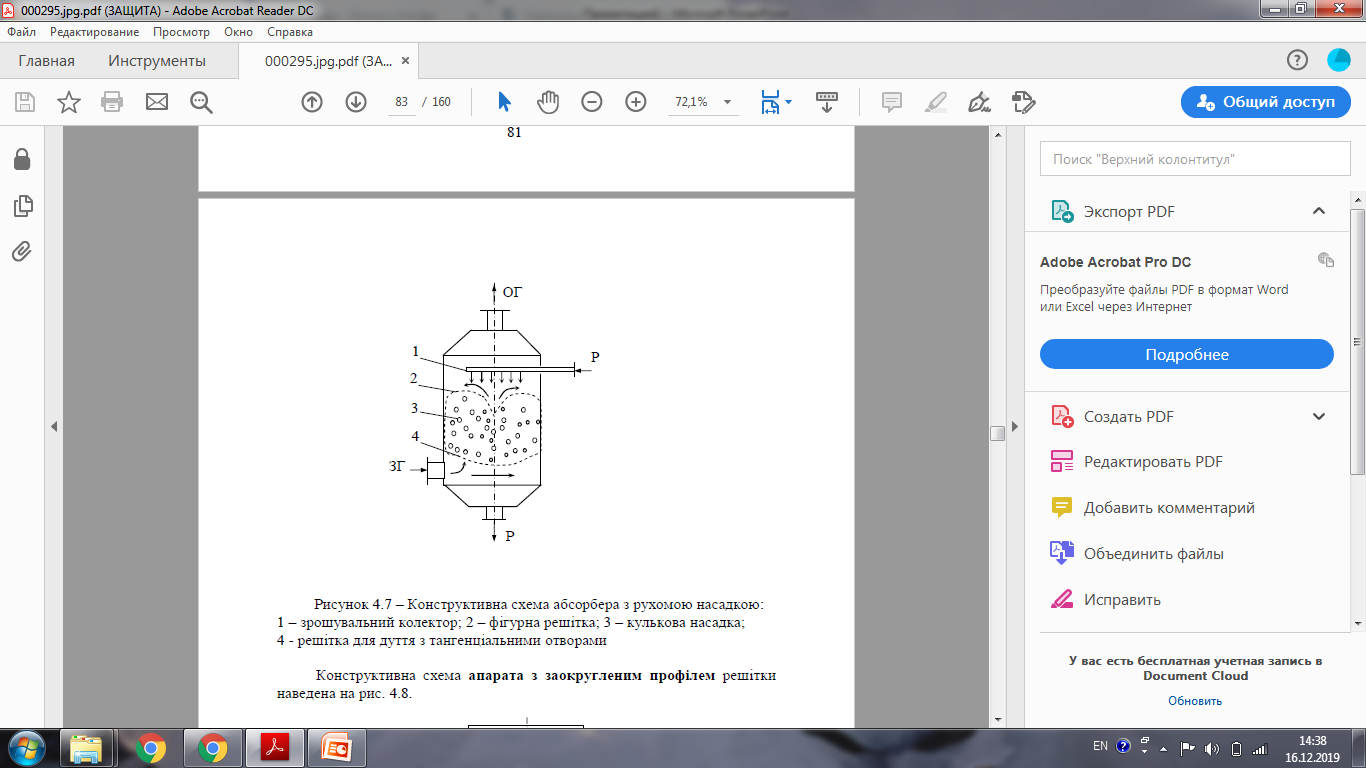 000295.jpg.pdf (ЗАЩИТА) - Adobe Acrobat Reader DC
Файл Редактирование Просмотр Окно Справка
Главная Инструменты 000295.jpg.pdf (ЗА... ×
83 / 160 72,1% Общий доступ
81
ОГ
1
Р
2
3
4
ЗГ
Р
Рисунок 4.7 – Конструктивна схема абсорбера з рухомою насадкою:
1 – зрошувальний колектор; 2 – фігурна решітка; 3 – кулькова насадка;
4 - решітка для дуття з тангенціальними отворами
Конструктивна схема апарата з заокругленим профілем решітки
наведена на рис. 4.8.
Поиск "Верхний колонтитул"
Экспорт PDF
Adobe Acrobat Pro DC
Преобразуйте файлы PDF в формат Word
или Excel через Интернет
Подробнее
Создать PDF
Редактировать PDF
Добавить комментарий
Объединить файлы
Исправить
У вас есть бесплатная учетная запись в
Document Cloud
Обновить
EN
14:38
16.12.2019